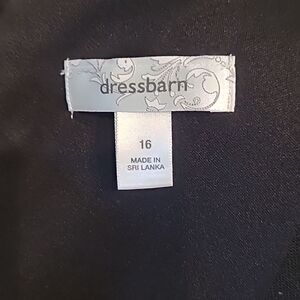 dressbarn
16
MADE IN
SRI LANKA